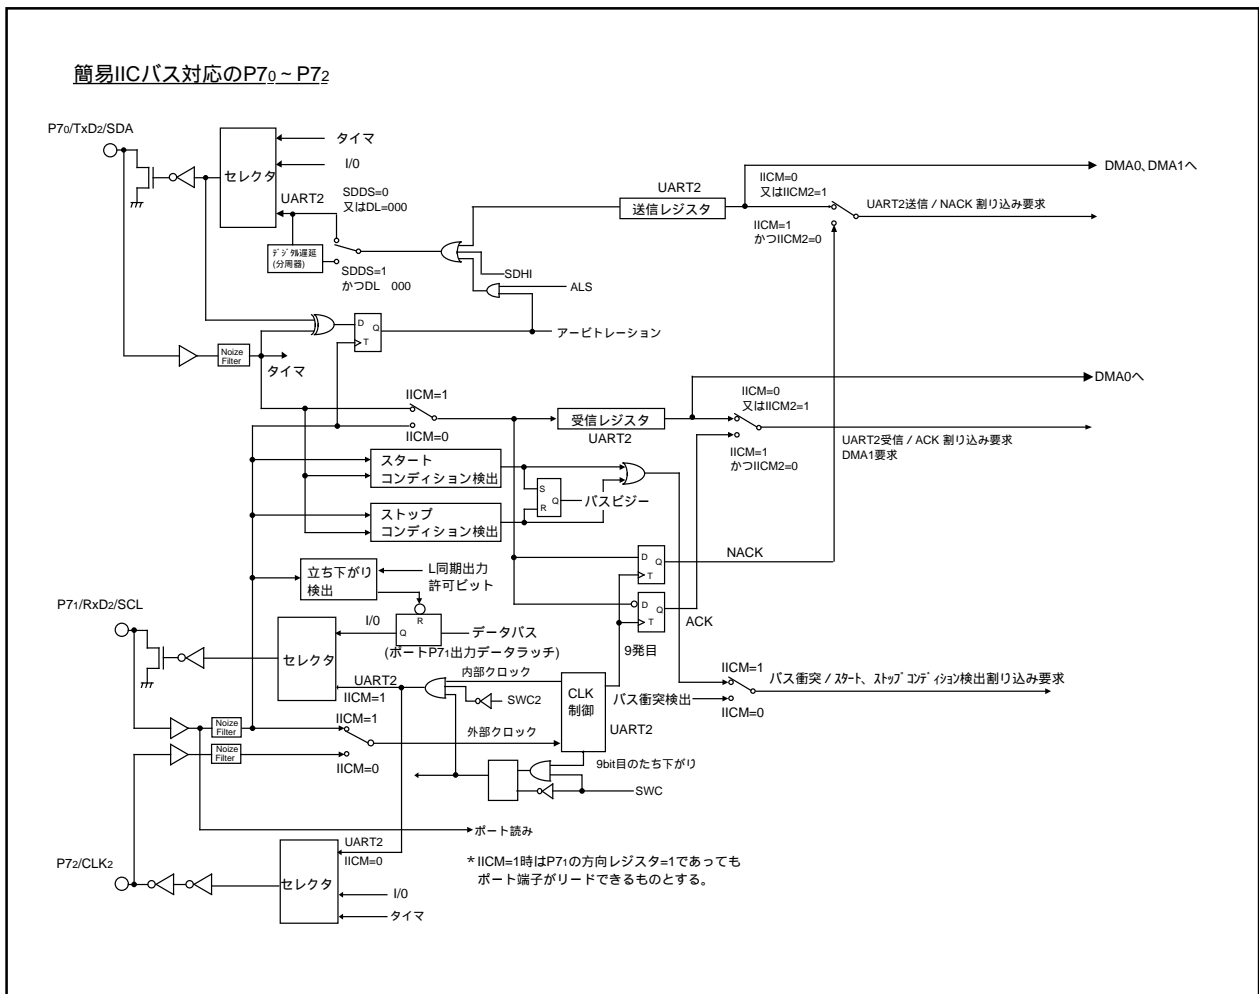 簡易IICバス対応のP70 ~ P72
P70/TxD2/SDA
セレクタ
タイマ
I/0
UART2
SDDS=0
又はDL=000
デジタル遅延
(分周器)
SDDS=1
かつDL 000
SDHI
ALS
UART2
送信レジスタ
IICM=0
又はIICM2=1
IICM=1
かつIICM2=0
DMA0、DMA1へ
UART2送信 / NACK 割り込み要求
D
Q
T
アービトレーション
Noize
Filter
タイマ
IICM=1
IICM=0
受信レジスタ
UART2
IICM=0
又はIICM2=1
IICM=1
かつIICM2=0
DMA0へ
UART2受信 / ACK 割り込み要求
DMA1要求
スタート
コンディション検出
ストップ
コンディション検出
S
Q
R
バスビジー
立ち下がり
検出
L同期出力
許可ビット
D
Q
T
NACK
D
Q
T
ACK
9発目
P71/RxD2/SCL
セレクタ
I/0
R
Q
データバス
(ポートP71出力データラッチ)
UART2
IICM=1
内部クロック
SWC2
CLK
制御
UART2
バス衝突検出
IICM=1
IICM=0
バス衝突 / スタート、ストップコンディション検出割り込み要求
Noize
Filter
Noize
Filter
IICM=1
IICM=0
外部クロック
9bit目のたち下がり
SWC
ポート読み
P72/CLK2
セレクタ
UART2
IICM=0
I/0
タイマ
*IICM=1時はP71の方向レジスタ=1であっても
ポート端子がリードできるものとする。